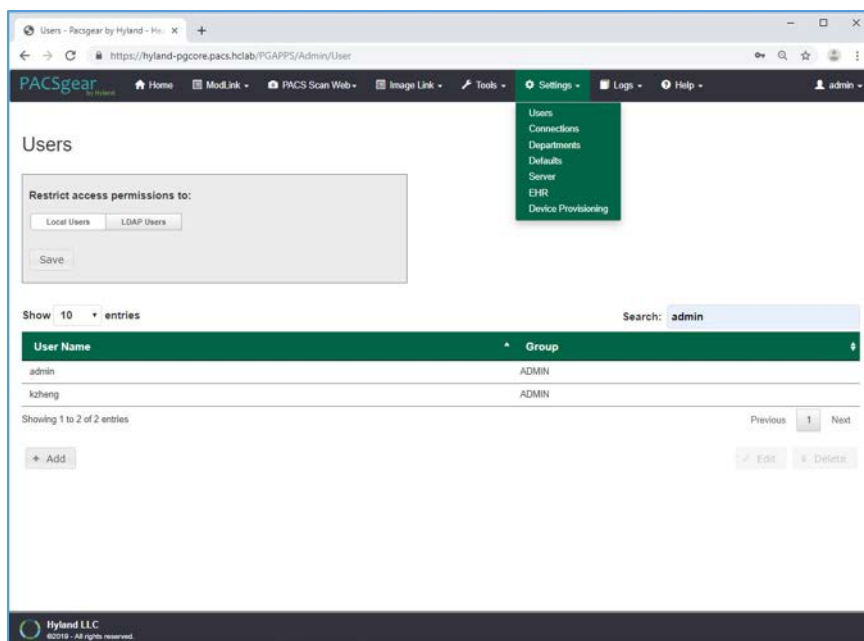 Users - Pacsgear by Hyland - He
https://hyland-pgcore.pacs.hclab/PGAPPS/Admin/User
PACSgear by Hyland Home ModLink PACS Scan Web Image Link Tools Settings Logs Help admin
Users
Connections
Departments
Defaults
Server
EHR
Device Provisioning
Users
Restrict access permissions to:
Local Users LDAP Users
Save
Show 10 entries Search: admin
User Name Group
admin ADMIN
kzheng ADMIN
Showing 1 to 2 of 2 entries Previous 1 Next
+ Add Edit Delete
Hyland LLC
©2019 - All rights reserved.